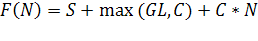 F(N) = S + max (GL, C) + C * N